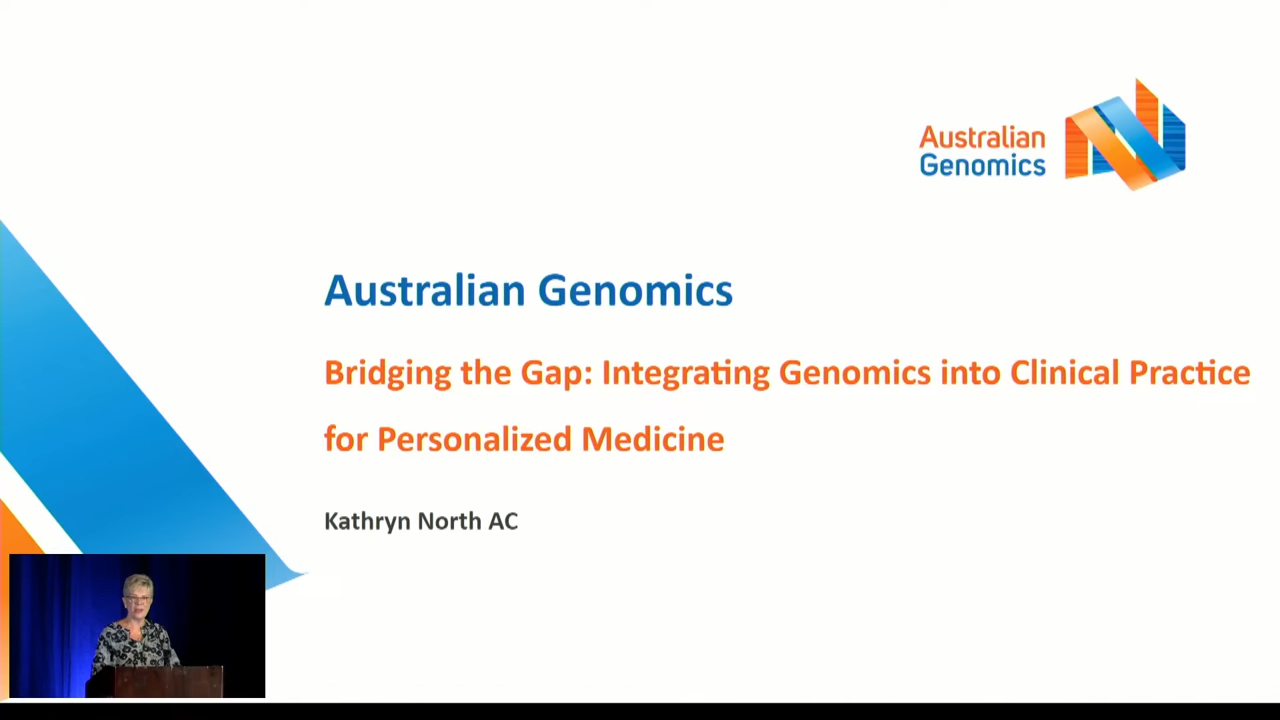 Australian
Genomics
Australian Genomics
Bridging the Gap: Integrating Genomics into Clinical Practice
for Personalized Medicine
Kathryn North AC